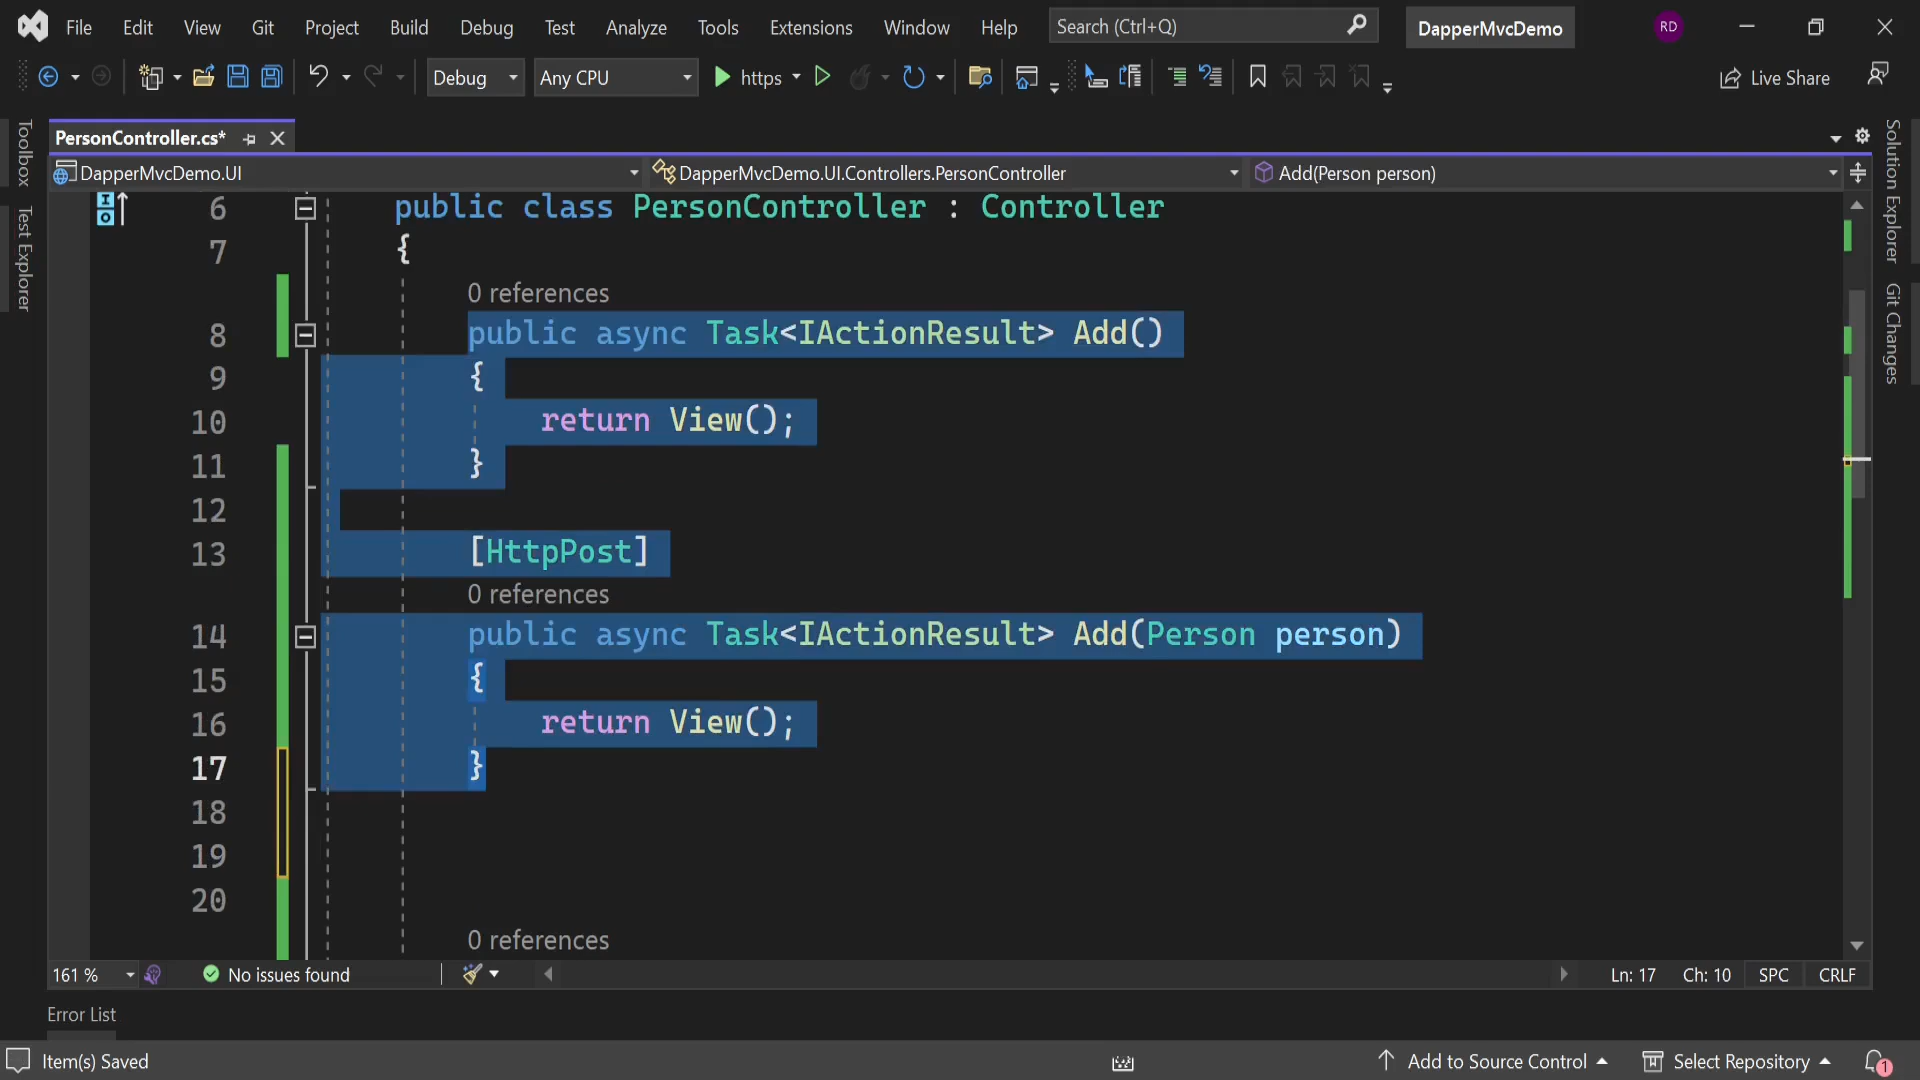 File Edit View Git Project Build Debug Test Analyze Tools Extensions Window Help Search (Ctrl+Q) DapperMvcDemo RD
Debug Any CPU https Live Share
Toolbox
Test Explorer
PersonController.cs*
DapperMvcDemo.UI DapperMvcDemo.UI.Controllers.PersonController Add(Person person)
6 public class PersonController : Controller
7 {
0 references
8 public async Task<IActionResult> Add()
9 {
10 return View();
11 }
12
13 [HttpPost]
0 references
14 public async Task<IActionResult> Add(Person person)
15 {
16 return View();
17 }
18
19
20
0 references
Solution Explorer
Git Changes
161 % No issues found Ln: 17 Ch: 10 SPC CRLF
Error List
Item(s) Saved Add to Source Control Select Repository 1